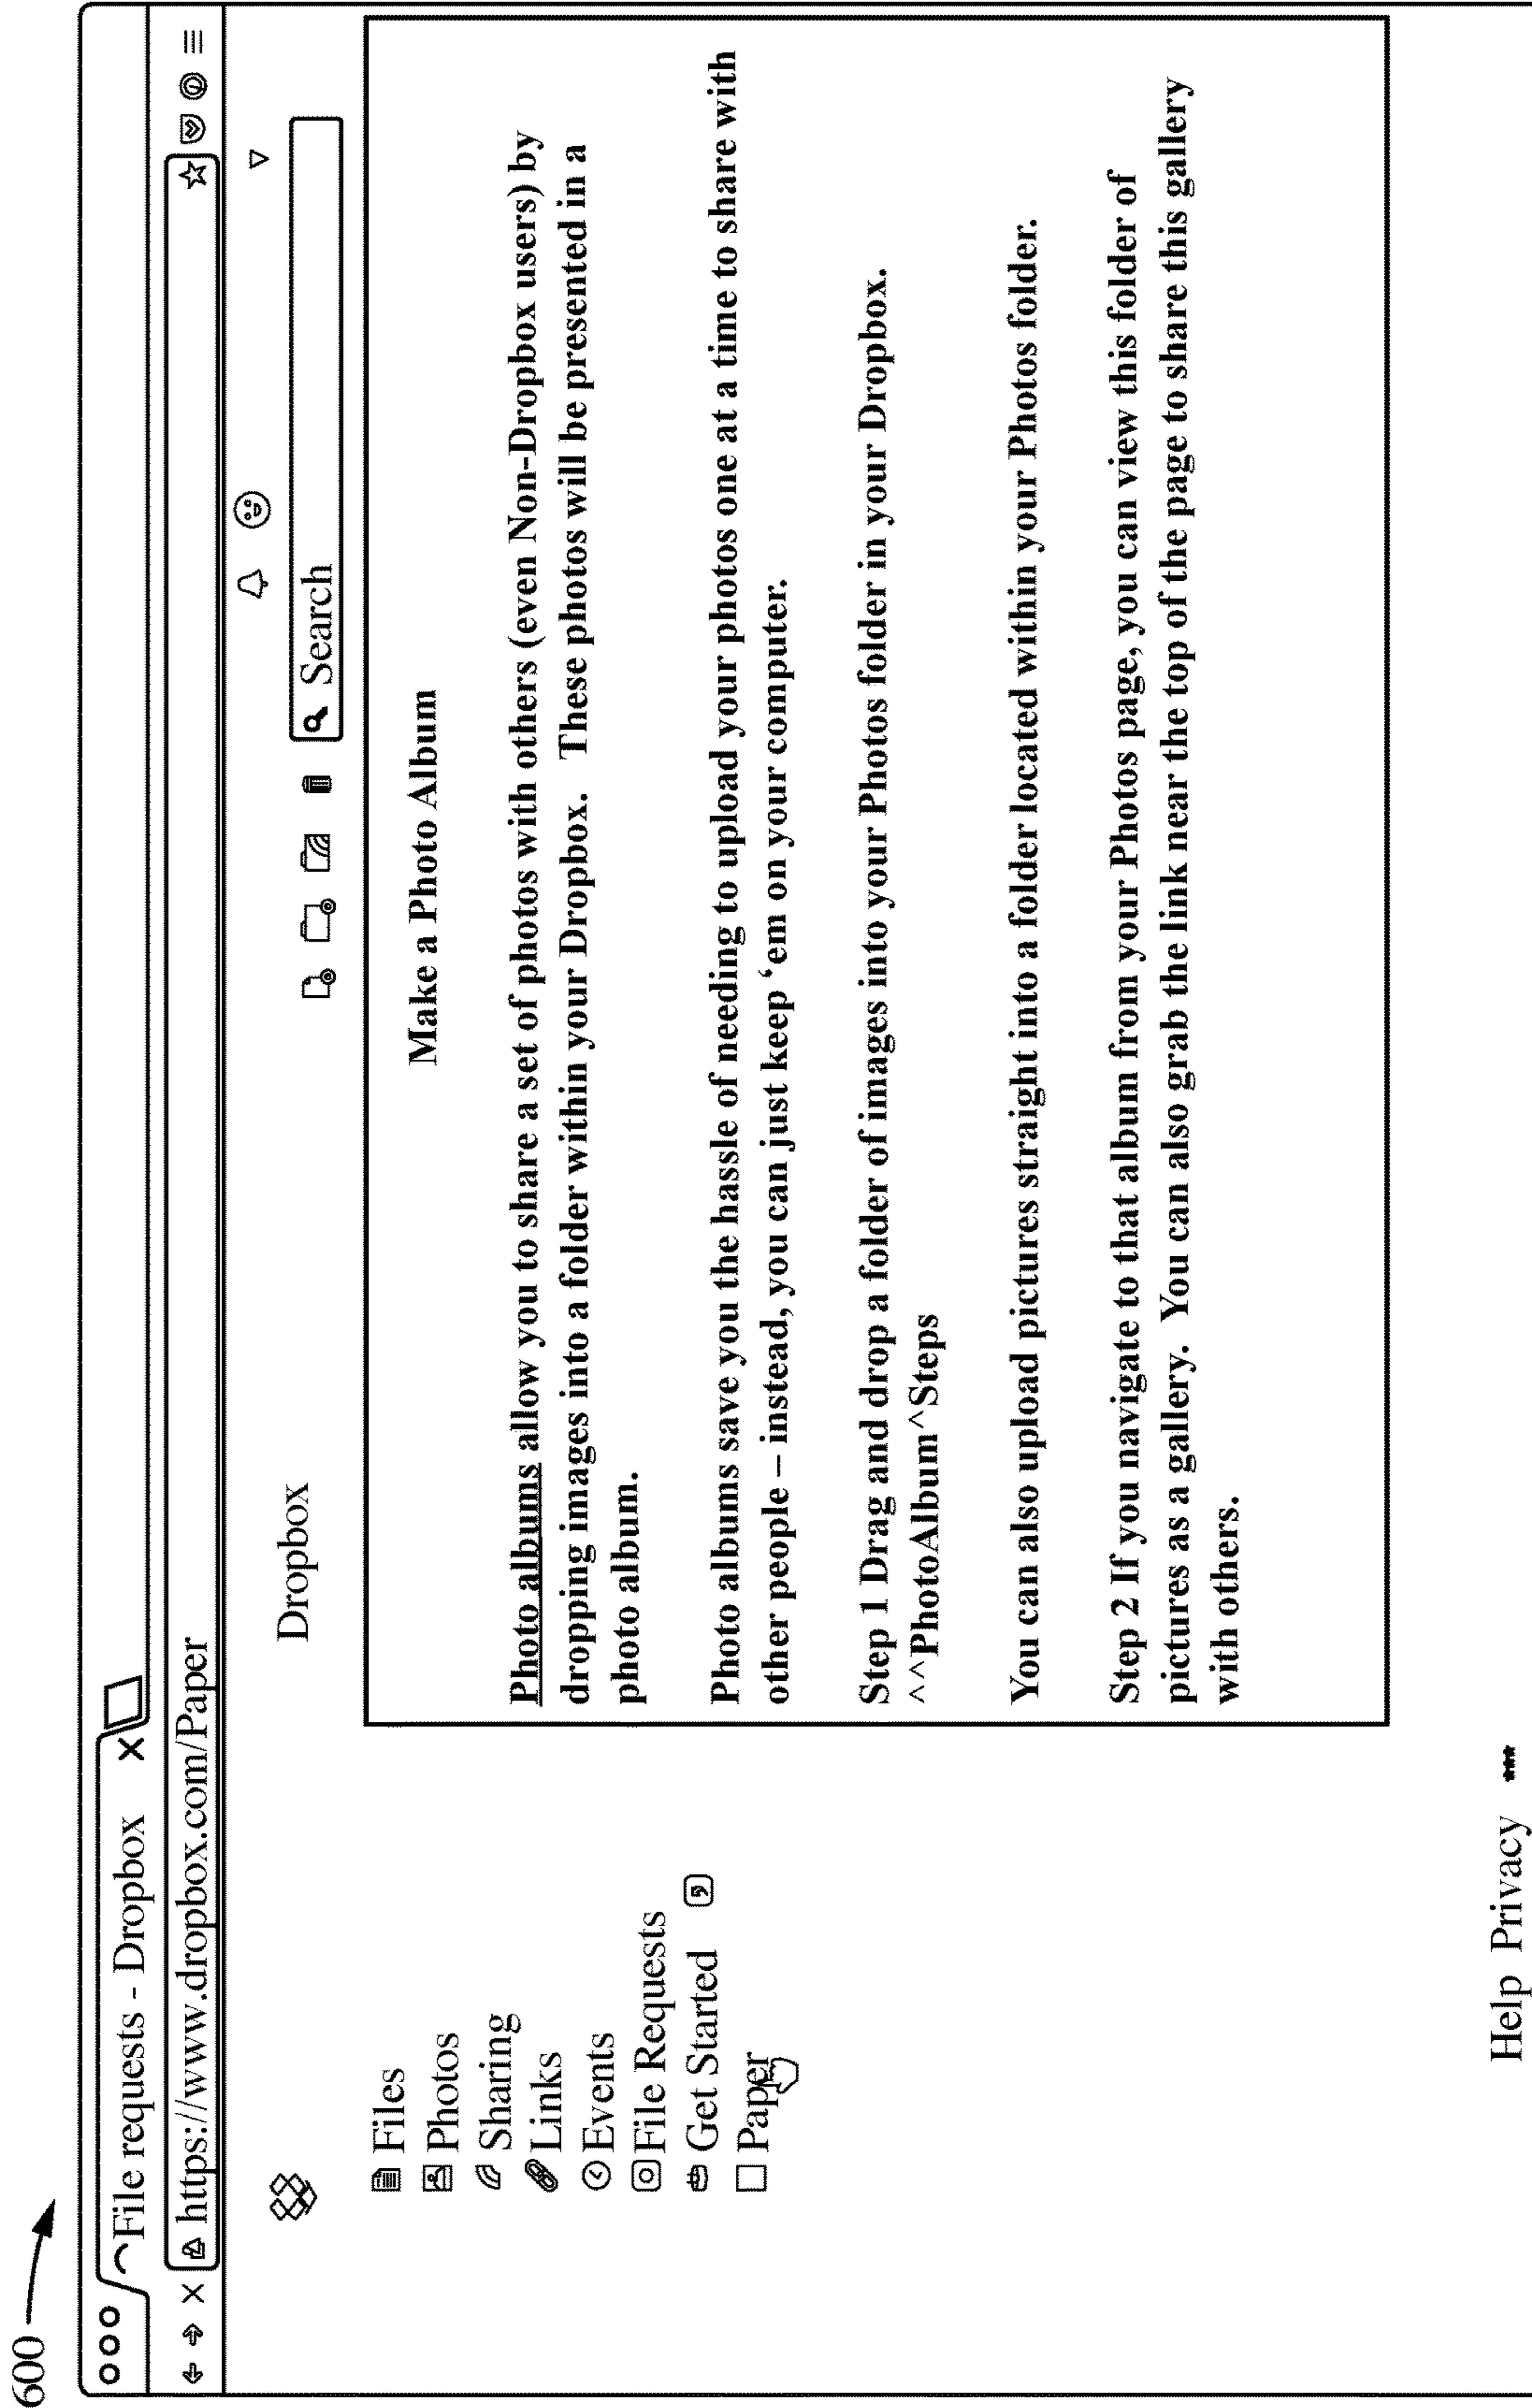 600
File requests - Dropbox X
https://www.dropbox.com/Paper
Dropbox
Search
Files
Photos
Sharing
Links
Events
File Requests
Get Started
Paper
Make a Photo Album
Photo albums allow you to share a set of photos with others (even Non-Dropbox users) by
dropping images into a folder within your Dropbox. These photos will be presented in a
photo album.
Photo albums save you the hassle of needing to upload your photos one at a time to share with
other people – instead, you can just keep ‘em on your computer.
Step 1 Drag and drop a folder of images into your Photos folder in your Dropbox.
^^PhotoAlbum^Steps
You can also upload pictures straight into a folder located within your Photos folder.
Step 2 If you navigate to that album from your Photos page, you can view this folder of
pictures as a gallery. You can also grab the link near the top of the page to share this gallery
with others.
Help Privacy